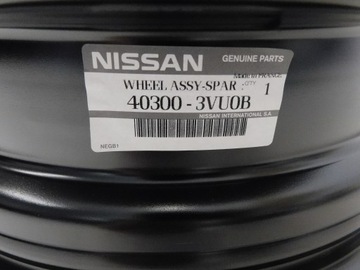 NISSAN GENUINE PARTS
MADE IN FRANCE
WHEEL ASSY-SPAR : QTY 1
40300 - 3VU0B
NISSAN INTERNATIONAL S.A.
NEGB1